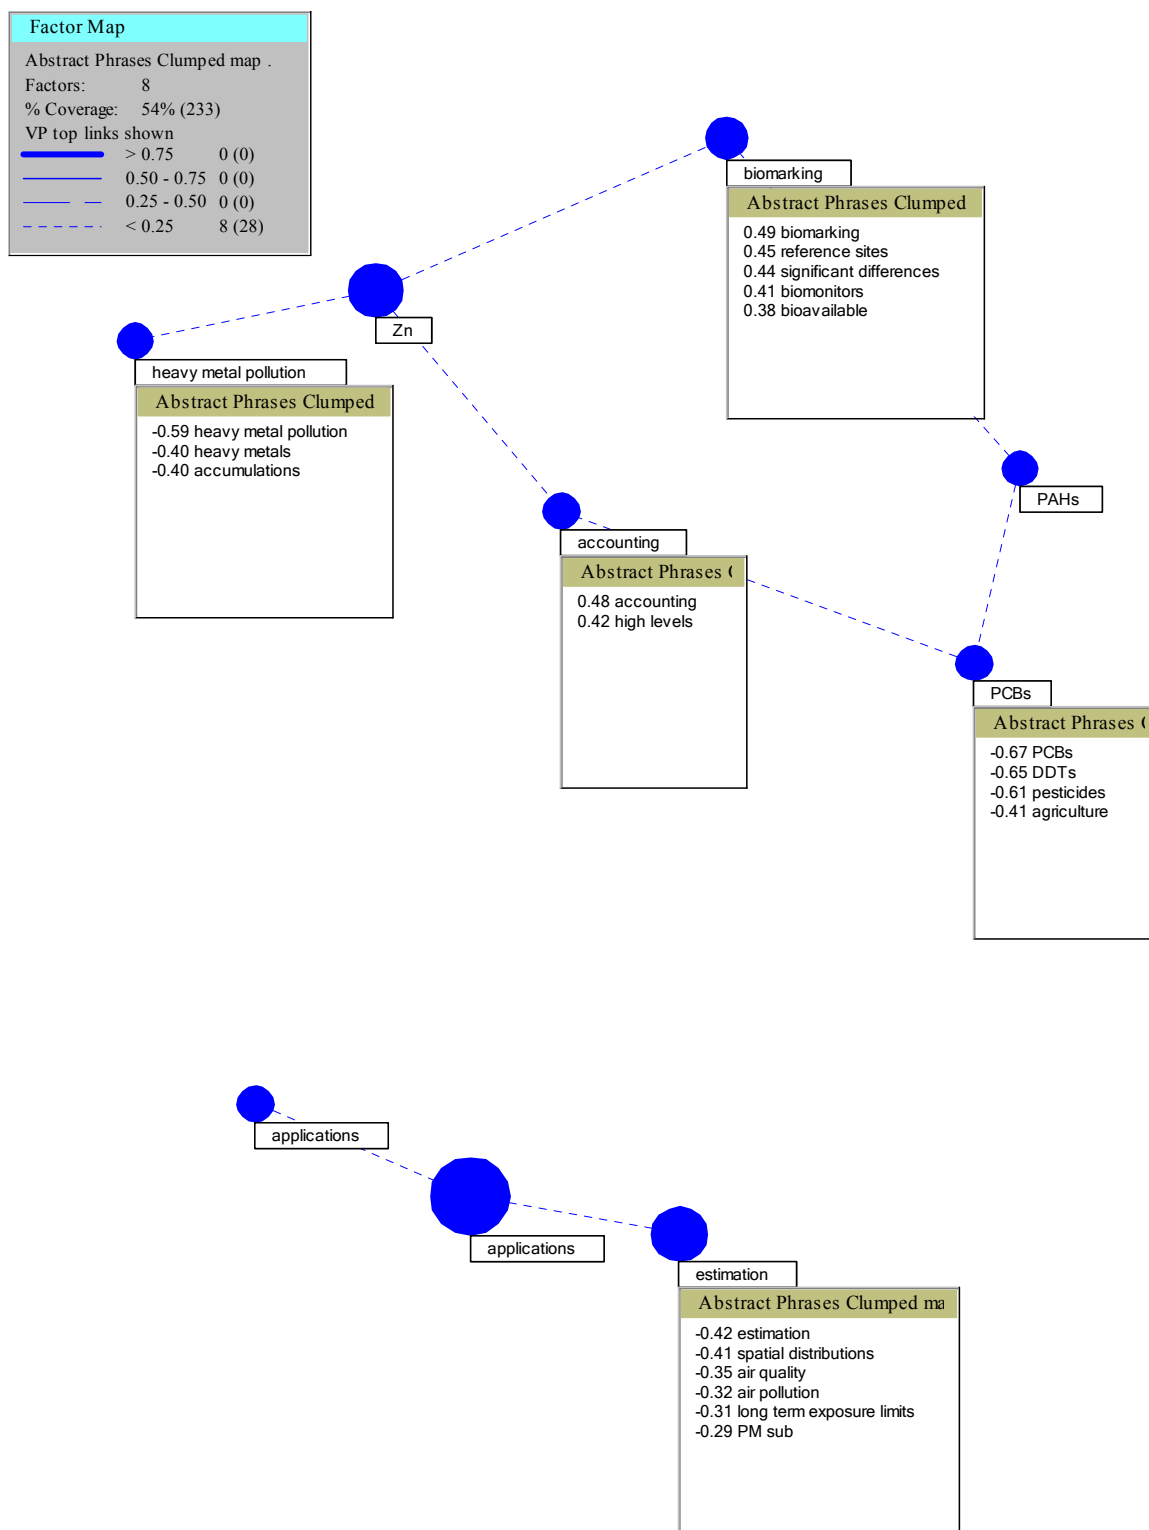 Factor Map
Abstract Phrases Clumped map .
Factors: 8
% Coverage: 54% (233)
VP top links shown
> 0.75 0 (0)
0.50 - 0.75 0 (0)
0.25 - 0.50 0 (0)
< 0.25 8 (28)
biomarking
Abstract Phrases Clumped
0.49 biomarking
0.45 reference sites
0.44 significant differences
0.41 biomonitors
0.38 bioavailable
Zn
heavy metal pollution
Abstract Phrases Clumped
-0.59 heavy metal pollution
-0.40 heavy metals
-0.40 accumulations
PAHs
accounting
Abstract Phrases
0.48 accounting
0.42 high levels
PCBs
Abstract Phrases
-0.67 PCBs
-0.65 DDTs
-0.61 pesticides
-0.41 agriculture
applications
applications
estimation
Abstract Phrases Clumped ma
-0.42 estimation
-0.41 spatial distributions
-0.35 air quality
-0.32 air pollution
-0.31 long term exposure limits
-0.29 PM sub